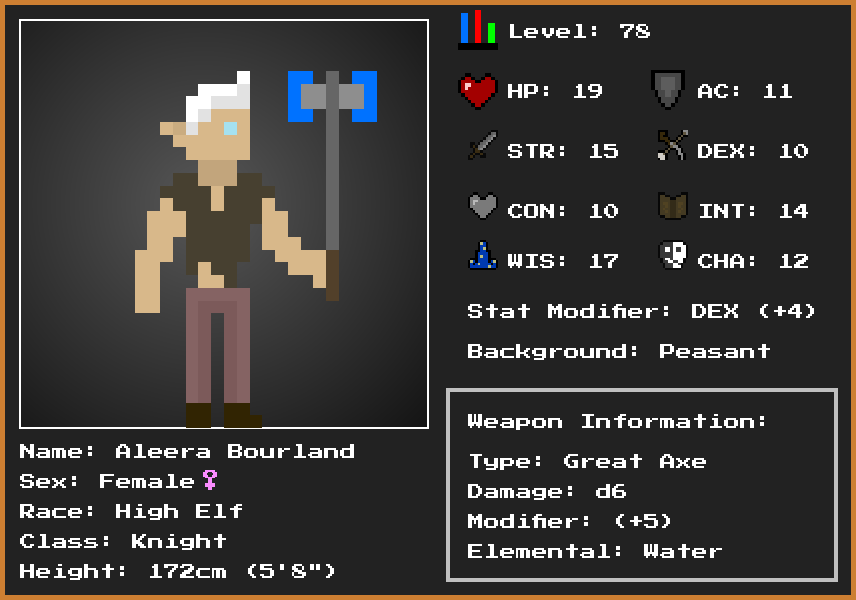 Level: 78
HP: 19 AC: 11
STR: 15 DEX: 10
CON: 10 INT: 14
WIS: 17 CHA: 12
Stat Modifier: DEX (+4)
Background: Peasant
Weapon Information:
Type: Great Axe
Damage: d6
Modifier: (+5)
Elemental: Water
Name: Aleera Bourland
Sex: Female♀
Race: High Elf
Class: Knight
Height: 172cm (5'8")